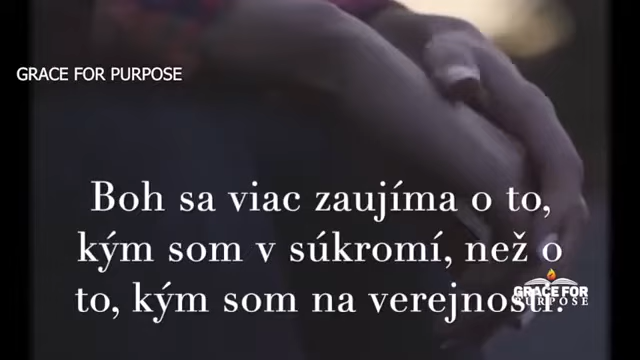 GRACE FOR PURPOSE
Boh sa viac zaujíma o to,
kým som v súkromí, než o
to, kým som na verejnosti.
GRACE FOR
PURPOSE